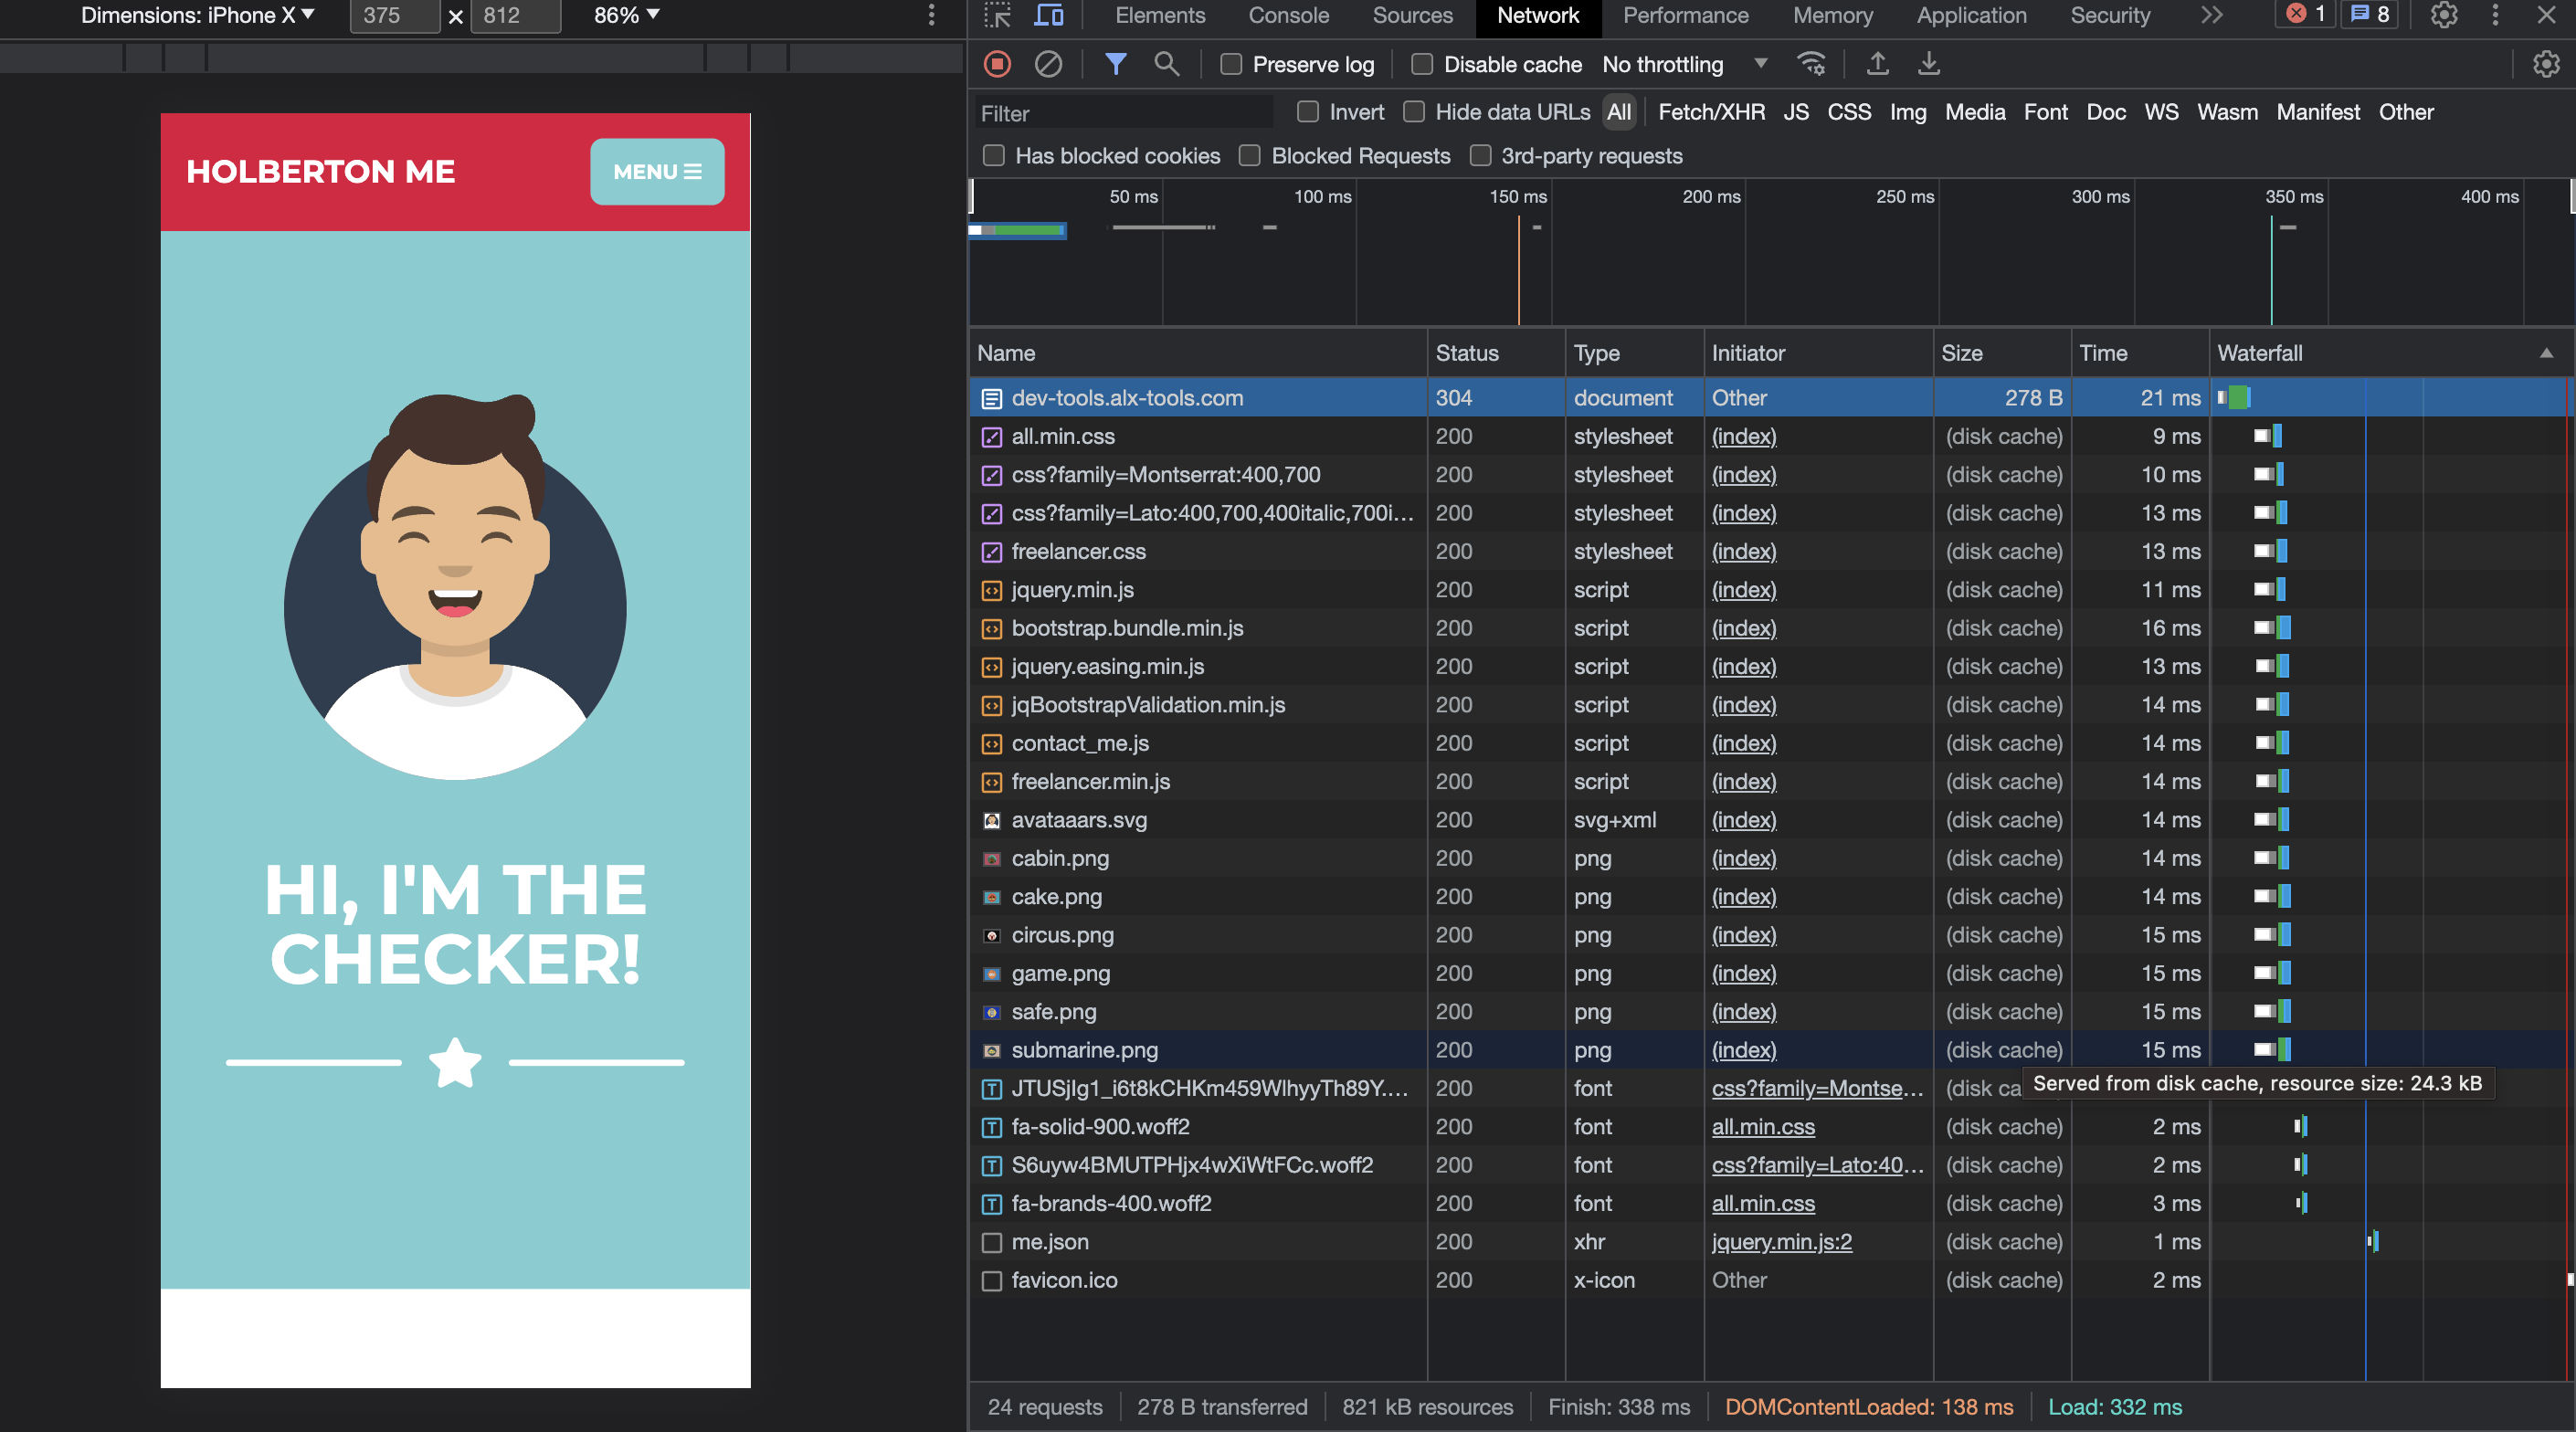 Dimensions: iPhone X ▼ 375 × 812 86% ▼
Elements Console Sources Network Performance Memory Application Security 1 8
Preserve log Disable cache No throttling
Filter Invert Hide data URLs All Fetch/XHR JS CSS Img Media Font Doc WS Wasm Manifest Other
Has blocked cookies Blocked Requests 3rd-party requests
50 ms 100 ms 150 ms 200 ms 250 ms 300 ms 350 ms 400 ms
HOLBERTON ME
MENU
HI, I'M THE
CHECKER!
Name Status Type Initiator Size Time Waterfall
dev-tools.alx-tools.com 304 document Other 278 B 21 ms
all.min.css 200 stylesheet (index) (disk cache) 9 ms
css?family=Montserrat:400,700 200 stylesheet (index) (disk cache) 10 ms
css?family=Lato:400,700,400italic,700i... 200 stylesheet (index) (disk cache) 13 ms
freelancer.css 200 stylesheet (index) (disk cache) 13 ms
jquery.min.js 200 script (index) (disk cache) 11 ms
bootstrap.bundle.min.js 200 script (index) (disk cache) 16 ms
jquery.easing.min.js 200 script (index) (disk cache) 13 ms
jqBootstrapValidation.min.js 200 script (index) (disk cache) 14 ms
contact_me.js 200 script (index) (disk cache) 14 ms
freelancer.min.js 200 script (index) (disk cache) 14 ms
avataaars.svg 200 svg+xml (index) (disk cache) 14 ms
cabin.png 200 png (index) (disk cache) 14 ms
cake.png 200 png (index) (disk cache) 14 ms
circus.png 200 png (index) (disk cache) 15 ms
game.png 200 png (index) (disk cache) 15 ms
safe.png 200 png (index) (disk cache) 15 ms
submarine.png 200 png (index) (disk cache) 15 ms
JTUSjIg1_i6t8kCHKm459WlhyyTh89Y.... 200 font css?family=Montse... (disk ca
Served from disk cache, resource size: 24.3 kB
fa-solid-900.woff2 200 font all.min.css (disk cache) 2 ms
S6uyw4BMUTPHjx4wXiWtFCc.woff2 200 font css?family=Lato:40... (disk cache) 2 ms
fa-brands-400.woff2 200 font all.min.css (disk cache) 3 ms
me.json 200 xhr jquery.min.js:2 (disk cache) 1 ms
favicon.ico 200 x-icon Other (disk cache) 2 ms
24 requests 278 B transferred 821 kB resources Finish: 338 ms DOMContentLoaded: 138 ms Load: 332 ms